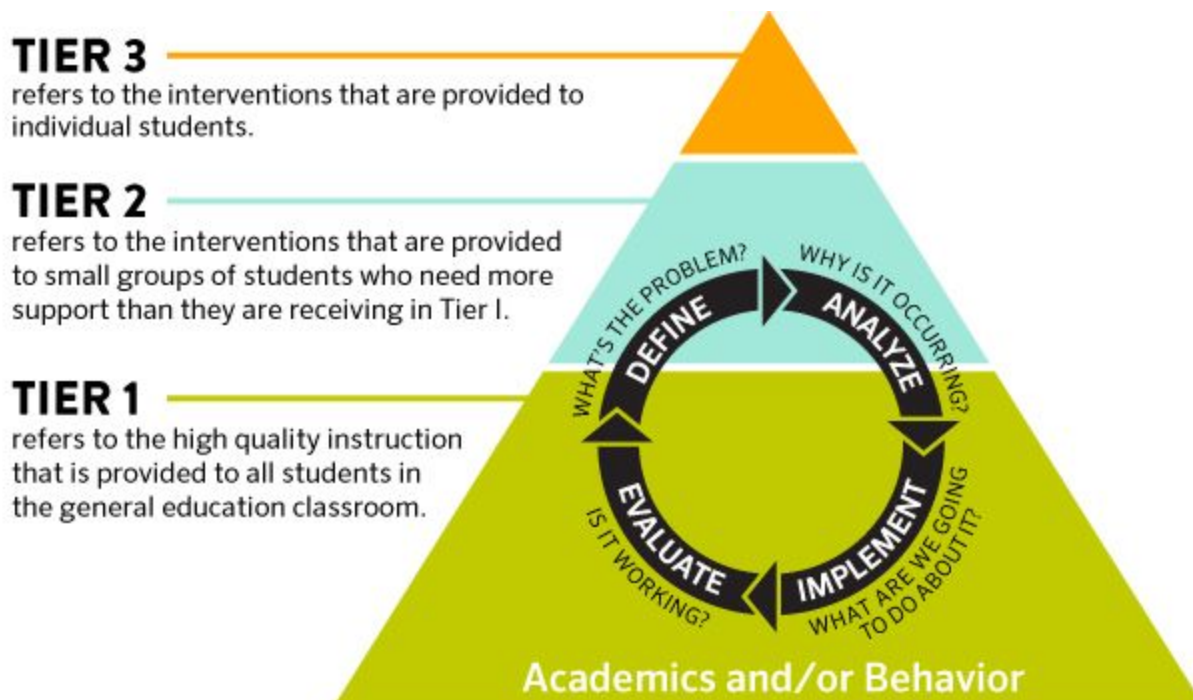 TIER 3
refers to the interventions that are provided to
individual students.
TIER 2
refers to the interventions that are provided
to small groups of students who need more
support than they are receiving in Tier I.
TIER 1
refers to the high quality instruction
that is provided to all students in
the general education classroom.
WHAT'S THE PROBLEM?
DEFINE
WHY IS IT OCCURRING?
ANALYZE
IMPLEMENT
WHAT ARE WE GOING
TO DO ABOUT IT?
EVALUATE
IS IT WORKING?
Academics and/or Behavior